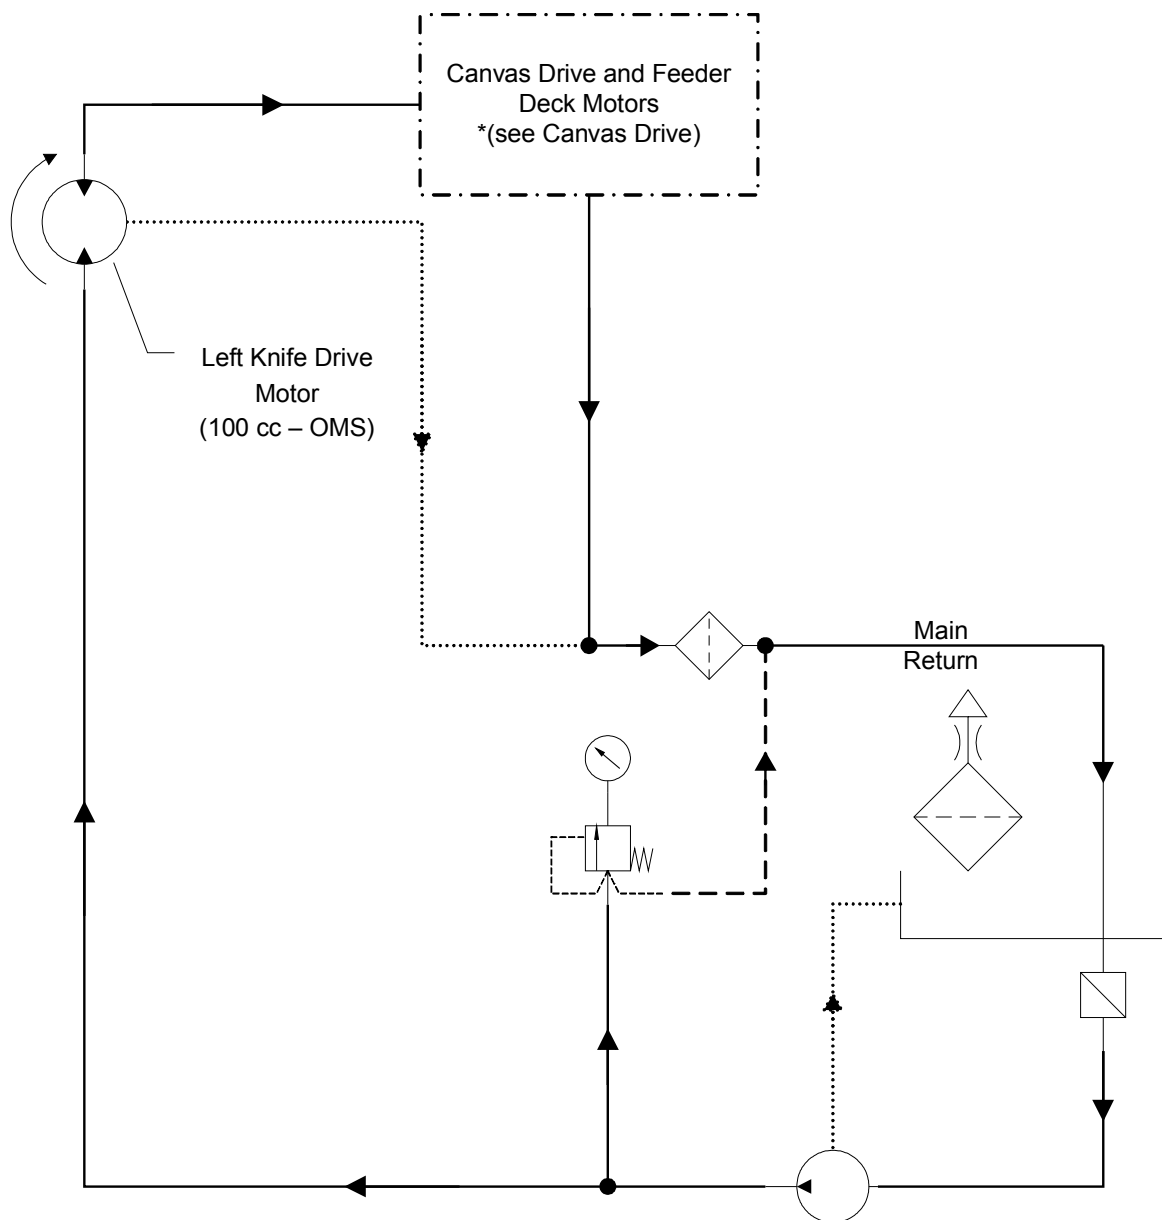 Canvas Drive and Feeder
Deck Motors
*(see Canvas Drive)
Left Knife Drive
Motor
(100 cc – OMS)
Main
Return